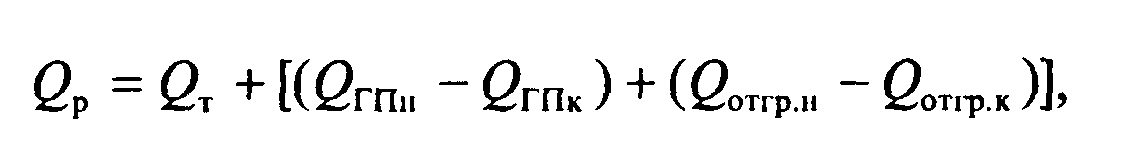 Qр = Qт + [(QГПн − QГПк) + (Qотгр.н − Qотгр.к)],